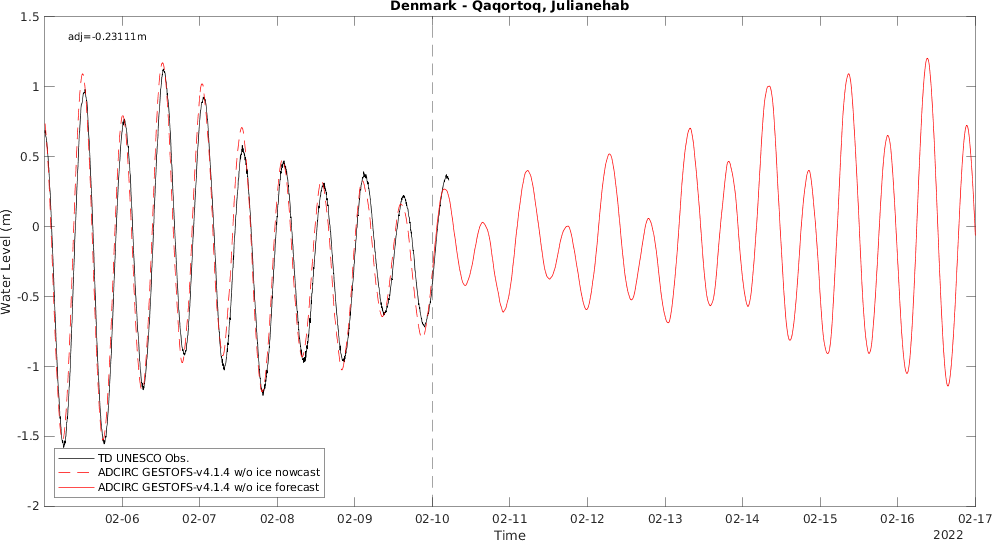 Denmark - Qaqortoq, Julianehab
adj=-0.23111m
1.5
1
0.5
0
-0.5
-1
-1.5
-2
Water Level (m)
TD UNESCO Obs.
ADCIRC GESTOFS-v4.1.4 w/o ice nowcast
ADCIRC GESTOFS-v4.1.4 w/o ice forecast
02-06 02-07 02-08 02-09 02-10 02-11 02-12 02-13 02-14 02-15 02-16 02-17
Time
2022